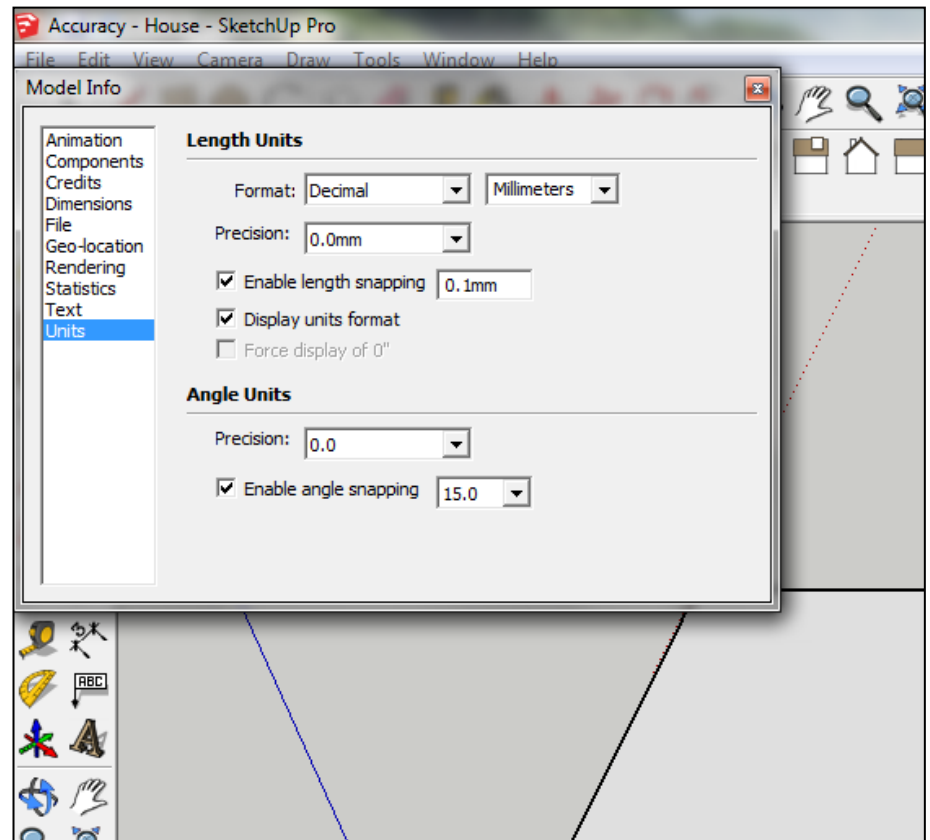 Accuracy - House - SketchUp Pro
File Edit View Camera Draw Tools Window Help
Model Info
Animation
Components
Credits
Dimensions
File
Geo-location
Rendering
Statistics
Text
Units
Length Units
Format: Decimal Millimeters
Precision: 0.0mm
Enable length snapping 0.1mm
Display units format
Force display of 0"
Angle Units
Precision: 0.0
Enable angle snapping 15.0
ABC
A